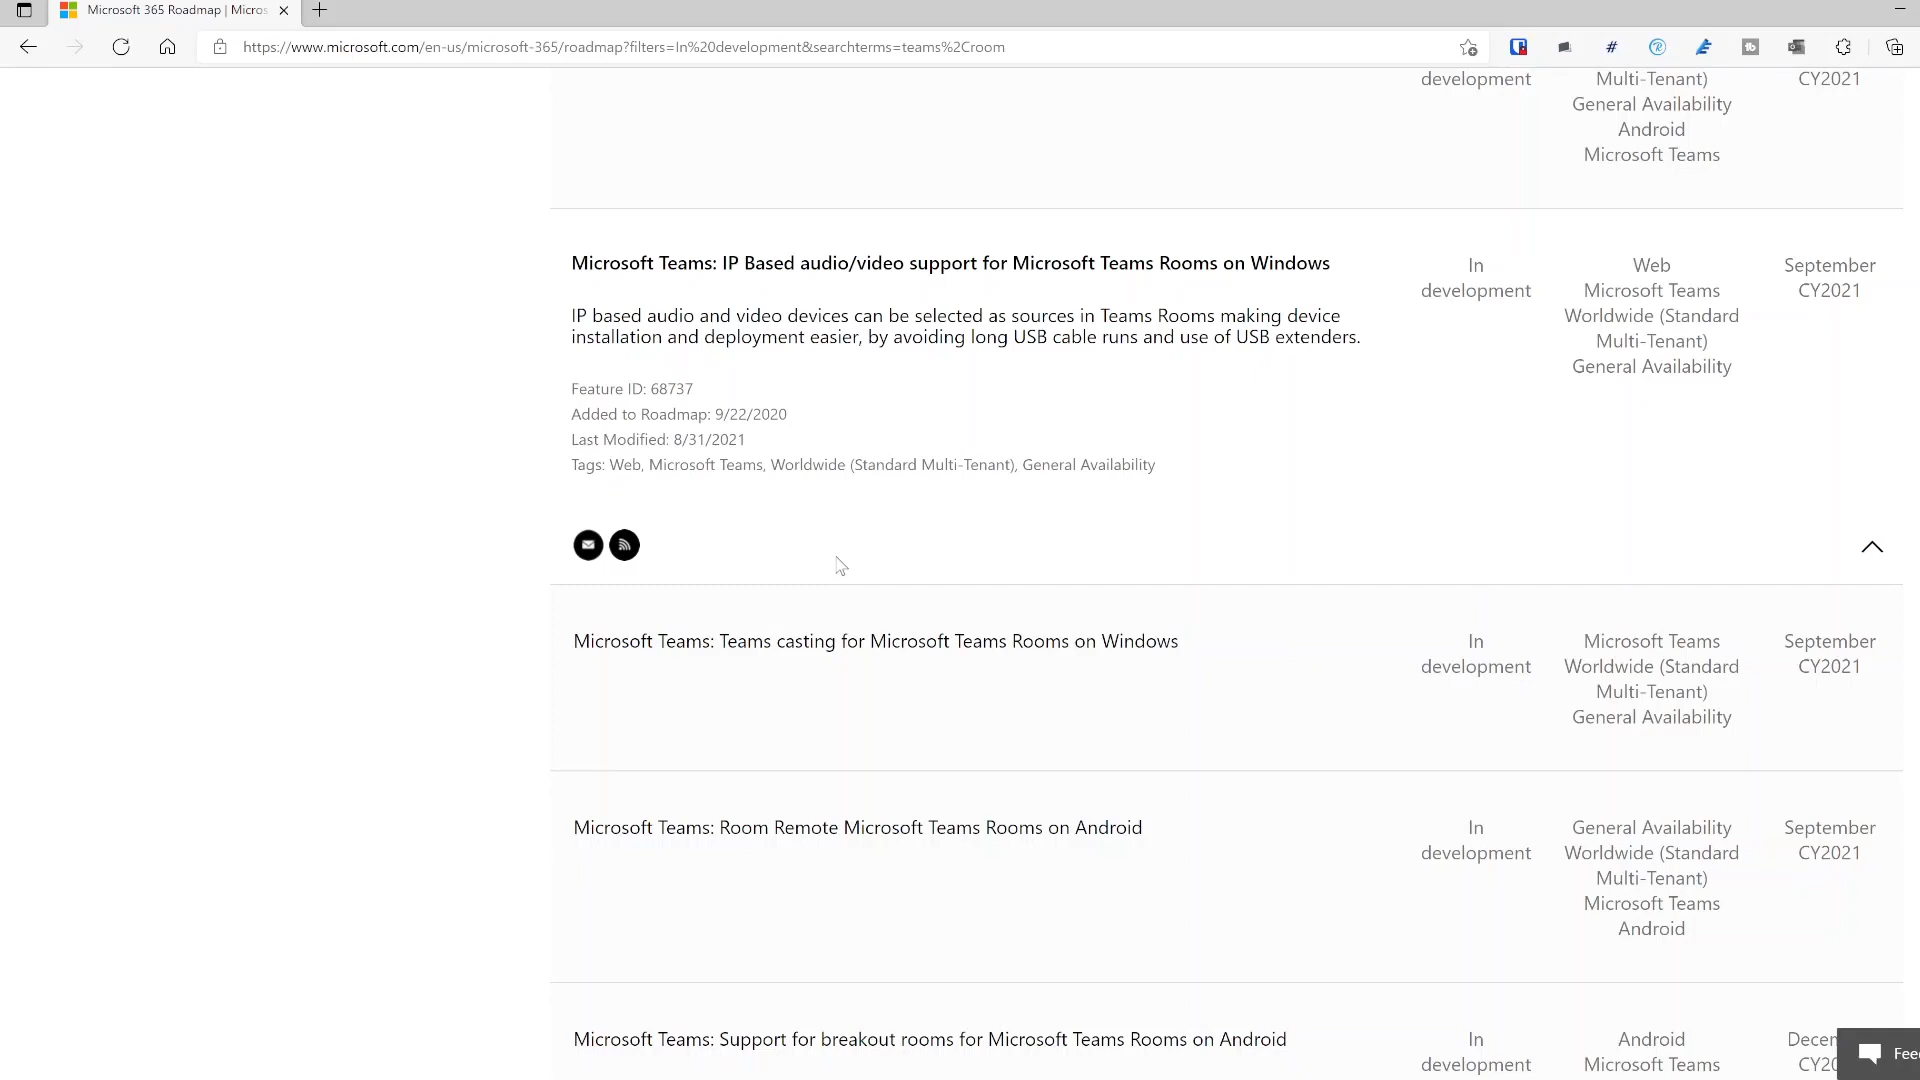 Microsoft 365 Roadmap | Micros
https://www.microsoft.com/en-us/microsoft-365/roadmap?filters=In%20development&searchterms=teams%2Croom
development
Multi-Tenant)
General Availability
Android
Microsoft Teams
CY2021
Microsoft Teams: IP Based audio/video support for Microsoft Teams Rooms on Windows
IP based audio and video devices can be selected as sources in Teams Rooms making device
installation and deployment easier, by avoiding long USB cable runs and use of USB extenders.
Feature ID: 68737
Added to Roadmap: 9/22/2020
Last Modified: 8/31/2021
Tags: Web, Microsoft Teams, Worldwide (Standard Multi-Tenant), General Availability
In
development
Web
Microsoft Teams
Worldwide (Standard
Multi-Tenant)
General Availability
September
CY2021
Microsoft Teams: Teams casting for Microsoft Teams Rooms on Windows
In
development
Microsoft Teams
Worldwide (Standard
Multi-Tenant)
General Availability
September
CY2021
Microsoft Teams: Room Remote Microsoft Teams Rooms on Android
In
development
General Availability
Worldwide (Standard
Multi-Tenant)
Microsoft Teams
Android
September
CY2021
Microsoft Teams: Support for breakout rooms for Microsoft Teams Rooms on Android
In
development
Android
Microsoft Teams